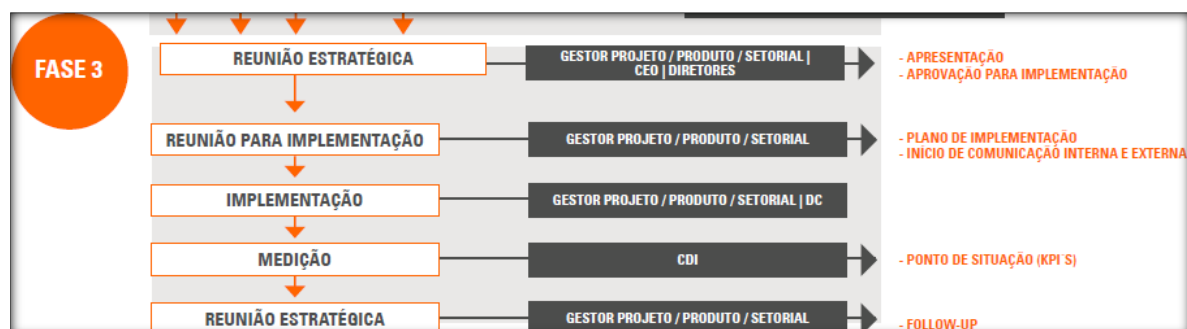 FASE 3
REUNIÃO ESTRATÉGICA
GESTOR PROJETO / PRODUTO / SETORIAL |
CEO | DIRETORES
- APRESENTAÇÃO
- APROVAÇÃO PARA IMPLEMENTAÇÃO
REUNIÃO PARA IMPLEMENTAÇÃO
GESTOR PROJETO / PRODUTO / SETORIAL
- PLANO DE IMPLEMENTAÇÃO
- INÍCIO DE COMUNICAÇÃO INTERNA E EXTERNA
IMPLEMENTAÇÃO
GESTOR PROJETO / PRODUTO / SETORIAL | DC
MEDIÇÃO
CDI
- PONTO DE SITUAÇÃO (KPI´S)
REUNIÃO ESTRATÉGICA
GESTOR PROJETO / PRODUTO / SETORIAL
- FOLLOW-UP